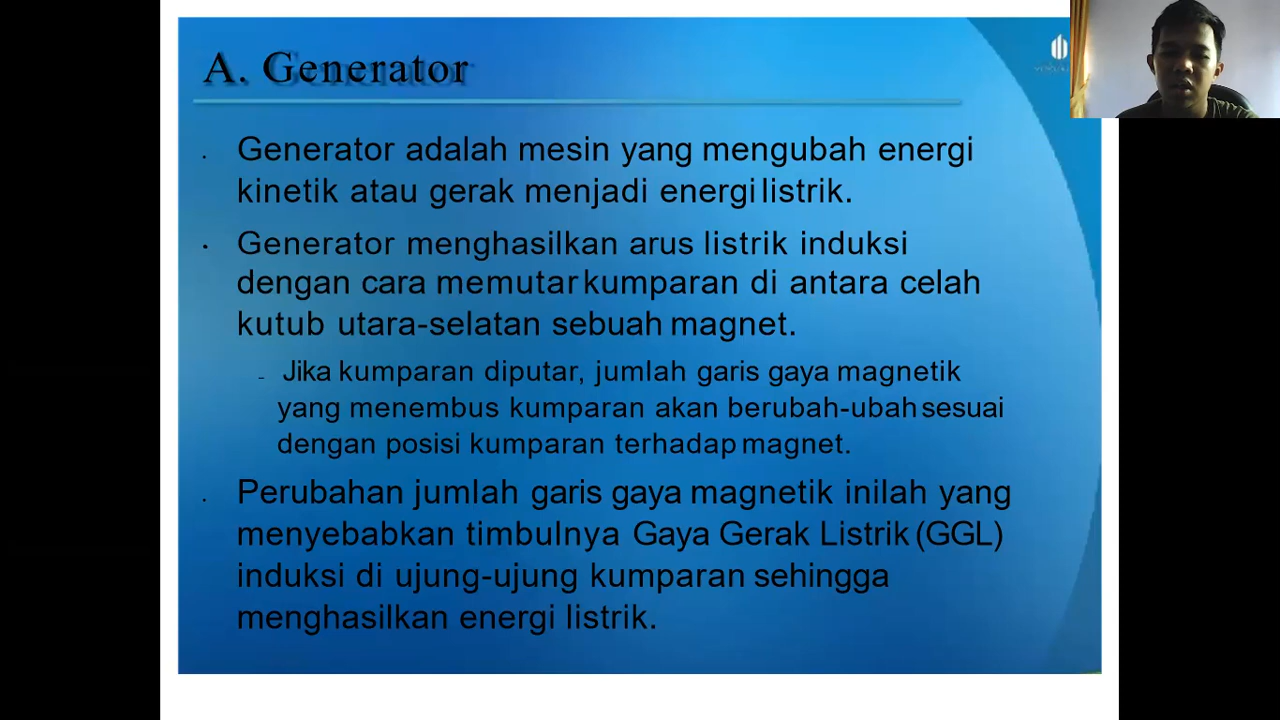 A. Generator
• Generator adalah mesin yang mengubah energi
kinetik atau gerak menjadi energi listrik.
• Generator menghasilkan arus listrik induksi
dengan cara memutar kumparan di antara celah
kutub utara-selatan sebuah magnet.
– Jika kumparan diputar, jumlah garis gaya magnetik
yang menembus kumparan akan berubah-ubah sesuai
dengan posisi kumparan terhadap magnet.
• Perubahan jumlah garis gaya magnetik inilah yang
menyebabkan timbulnya Gaya Gerak Listrik (GGL)
induksi di ujung-ujung kumparan sehingga
menghasilkan energi listrik.